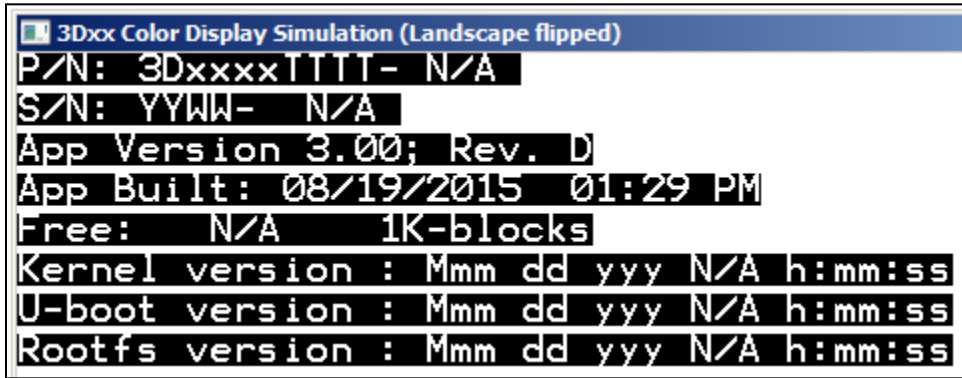 3Dxx Color Display Simulation (Landscape flipped)
P/N: 3DxxxxTTTT- N/A
S/N: YYWW-  N/A
App Version 3.00; Rev. D
App Built: 08/19/2015  01:29 PM
Free:   N/A    1K-blocks
Kernel version : Mmm dd yyy N/A h:mm:ss
U-boot version : Mmm dd yyy N/A h:mm:ss
Rootfs version : Mmm dd yyy N/A h:mm:ss